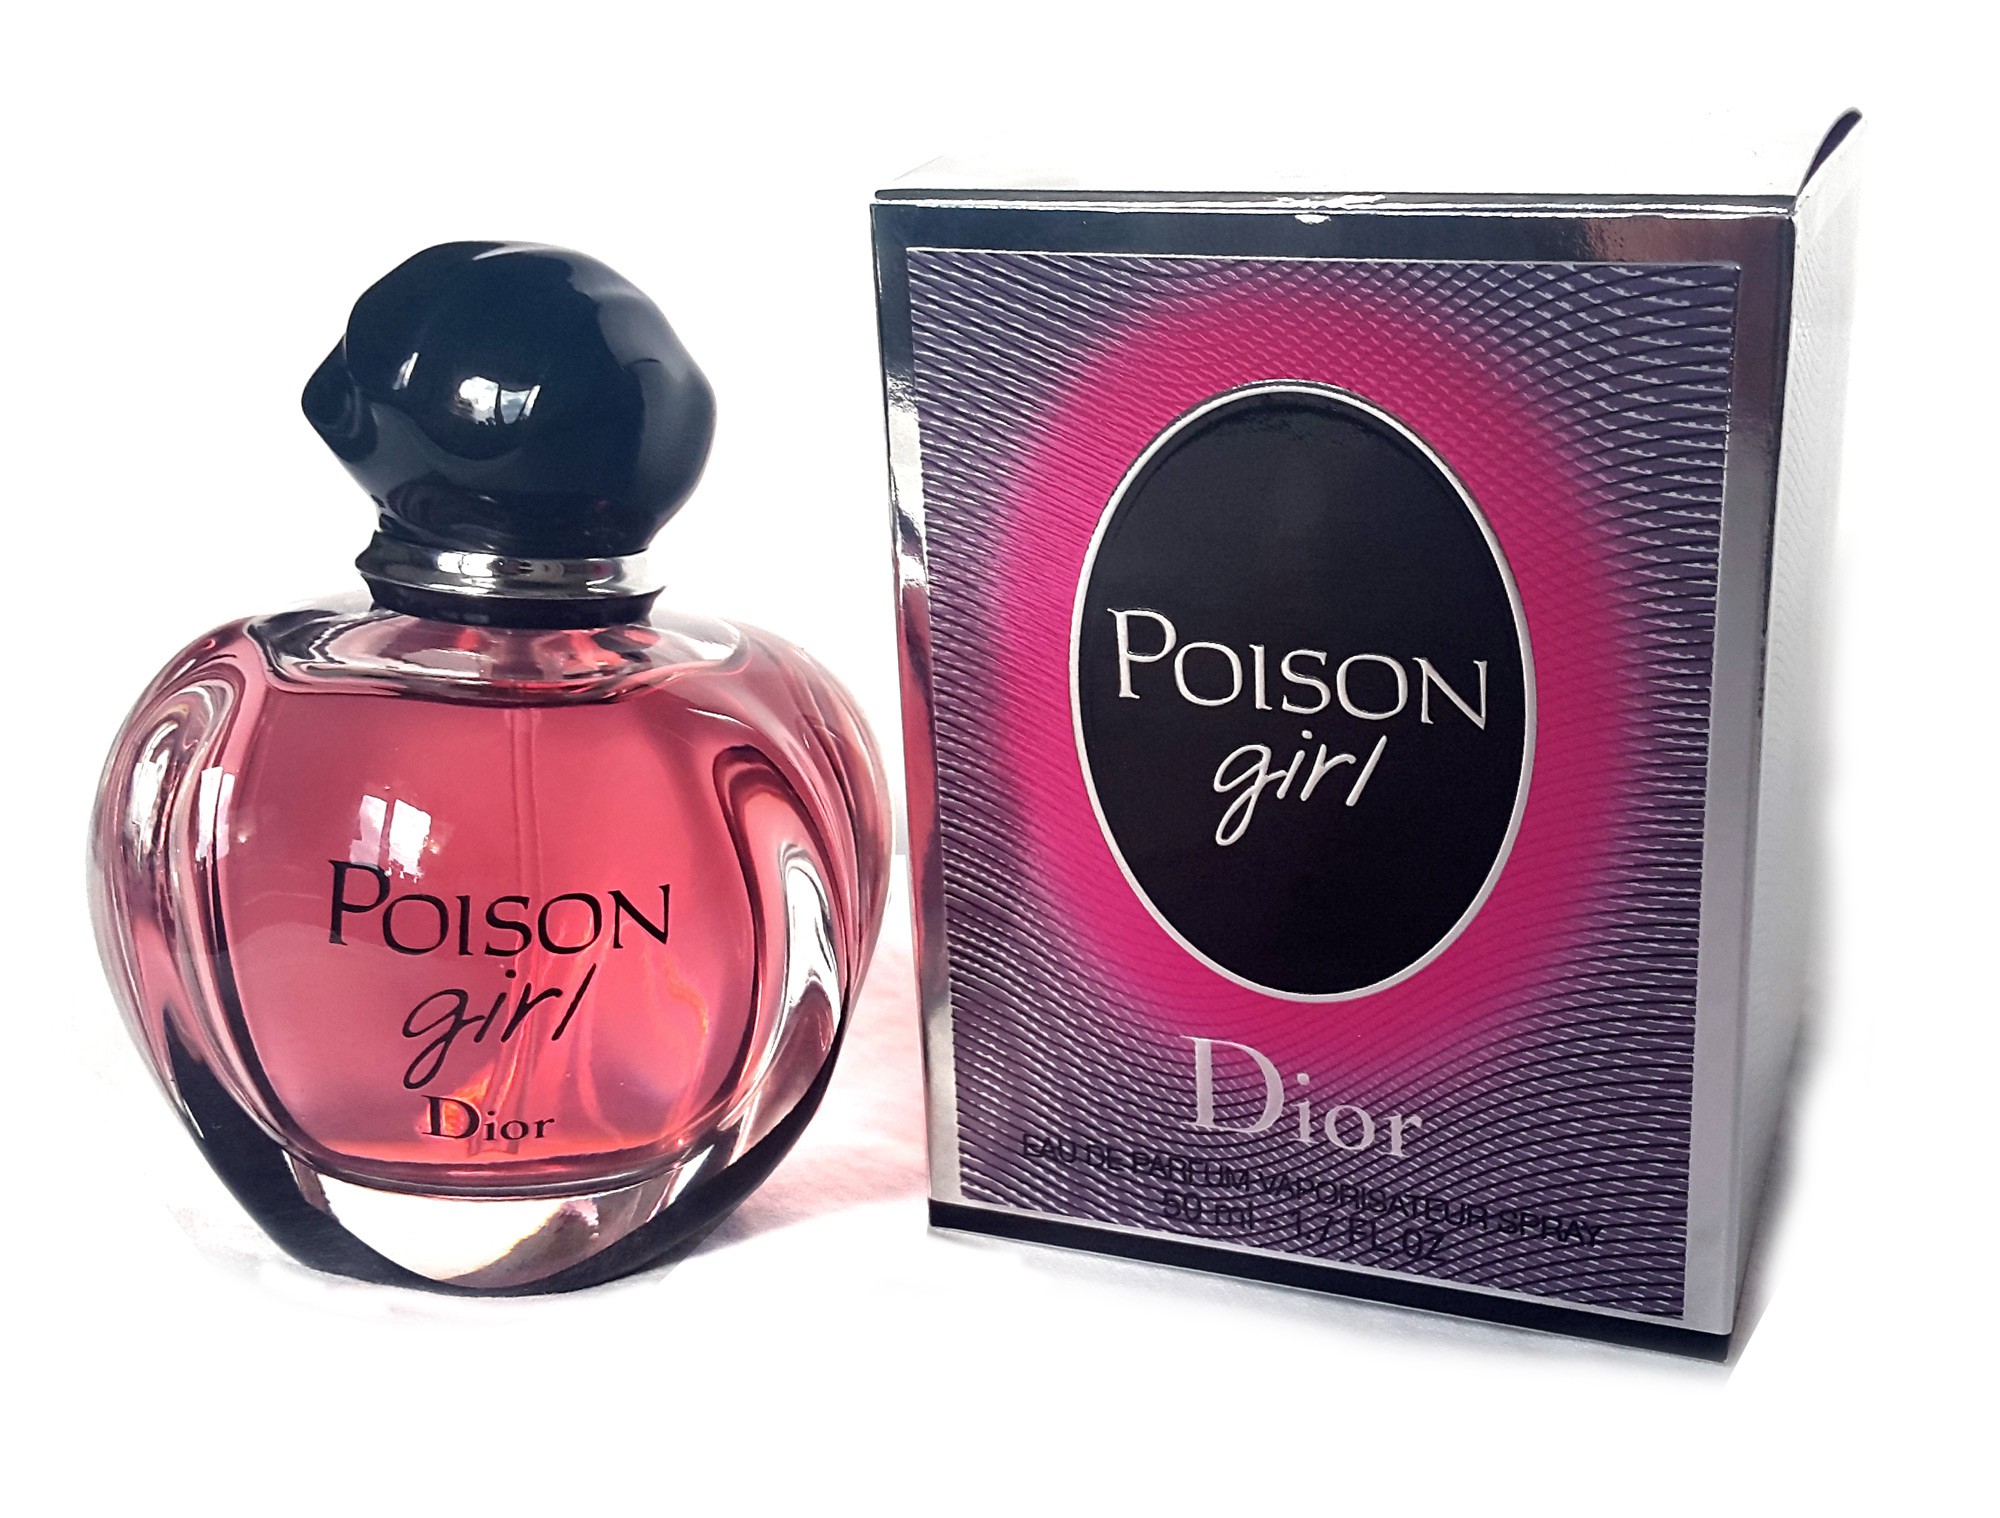 POISON
girl
Dior
POISON
girl
Dior
EAU DE PARFUM VAPORISATEUR SPRAY
50 ml - 1.7 FL.OZ